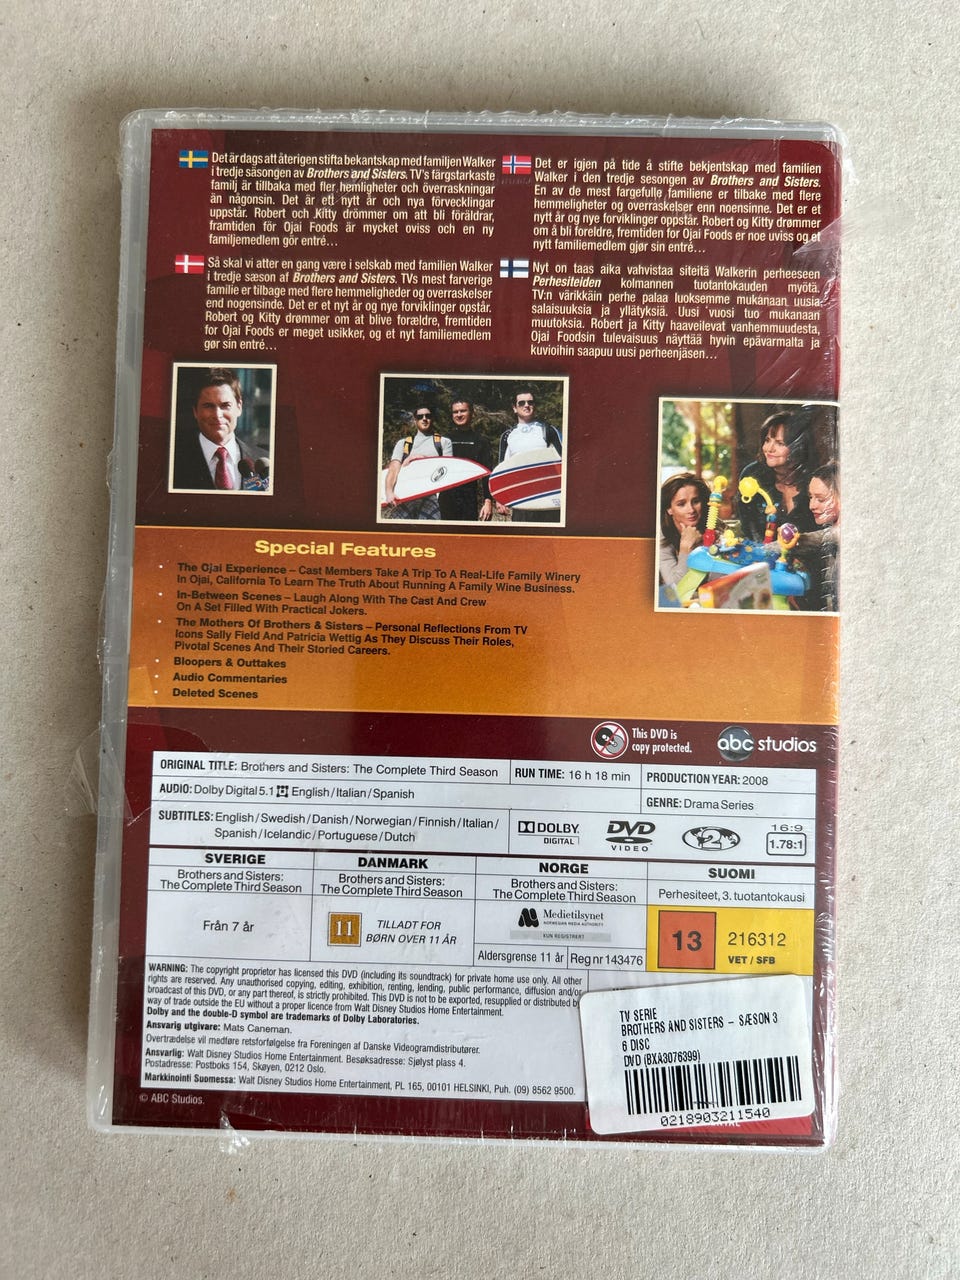 Det är dags att återigen stifta bekantskap med familjen Walker
i tredje säsongen av Brothers and Sisters. TV's färgstarkaste
familj är tillbaka med fler hemligheter och överraskningar
än någonsin. Det är ett nytt år och nya förvecklingar
uppstår. Robert och Kitty drömmer om att bli föräldrar,
framtiden för Ojai Foods är mycket oviss och en ny
familjemedlem gör entré...
Det er igjen på tide å stifte bekjentskap med familien
Walker i den tredje sesongen av Brothers and Sisters.
En av de mest fargefulle familiene er tilbake med flere
hemmeligheter og overraskelser enn noensinne. Det er et
nytt år og nye forviklinger oppstår. Robert og Kitty drømmer
om å bli foreldre, fremtiden for Ojai Foods er noe uviss og et
nytt familiemedlem gjør sin entré...
Så skal vi atter en gang være i selskab med familien Walker
i tredje sæson af Brothers and Sisters. TVs mest farverige
familie er tilbage med flere hemmeligheder og overraskelser
end nogensinde. Det er et nyt år og nye forviklinger opstår.
Robert og Kitty drømmer om at blive forældre, fremtiden
for Ojai Foods er meget usikker, og et nyt familiemedlem
gør sin entré...
Nyt on taas aika vahvistaa siteitä Walkerin perheeseen
Perhesiteiden kolmannen tuotantokauden myötä.
TV:n värikkäin perhe palaa luoksemme mukanaan uusia
salaisuuksia ja yllätyksiä. Uusi vuosi tuo mukanaan
muutoksia. Robert ja Kitty haaveilevat vanhemmuudesta,
Ojai Foodsin tulevaisuus näyttää hyvin epävarmalta ja
kuvioihin saapuu uusi perheenjäsen...
Special Features
The Ojai Experience – Cast Members Take A Trip To A Real-Life Family Winery
In Ojai, California To Learn The Truth About Running A Family Wine Business.
In-Between Scenes – Laugh Along With The Cast And Crew
On A Set Filled With Practical Jokers.
The Mothers Of Brothers & Sisters – Personal Reflections From TV
Icons Sally Field And Patricia Wettig As They Discuss Their Roles,
Pivotal Scenes And Their Storied Careers.
Bloopers & Outtakes
Audio Commentaries
Deleted Scenes
This DVD is
copy protected.
abc studios
ORIGINAL TITLE: Brothers and Sisters: The Complete Third Season
RUN TIME: 16 h 18 min
PRODUCTION YEAR: 2008
AUDIO: Dolby Digital 5.1 English/Italian/Spanish
GENRE: Drama Series
SUBTITLES: English/Swedish/Danish/Norwegian/Finnish/Italian/
Spanish/Icelandic/Portuguese/Dutch
DOLBY
DIGITAL
DVD
VIDEO
2
16:9
1.78:1
SVERIGE
DANMARK
NORGE
SUOMI
Brothers and Sisters:
The Complete Third Season
Brothers and Sisters:
The Complete Third Season
Brothers and Sisters:
The Complete Third Season
Perhesiteet, 3. tuotantokausi
Från 7 år
11
TILLADT FOR
BØRN OVER 11 ÅR
Medietilsynet
NORWEGIAN MEDIA AUTHORITY
KUN REGISTRERT
Aldersgrense 11 år
Reg nr 143476
13
216312
VET / SFB
WARNING: The copyright proprietor has licensed this DVD (including its soundtrack) for private home use only. All other
rights are reserved. Any unauthorised copying, editing, exhibition, renting, lending, public performance, diffusion and/or
broadcast of this DVD, or any part thereof, is strictly prohibited. This DVD is not to be exported, resupplied or distributed by
way of trade outside the EU without a proper licence from Walt Disney Studios Home Entertainment.
Dolby and the double-D symbol are trademarks of Dolby Laboratories.
Ansvarig utgivare: Mats Caneman.
Overtrædelse vil medføre retsforfølgelse fra Foreningen af Danske Videogramdistributører.
Ansvarlig: Walt Disney Studios Home Entertainment. Besøksadresse: Sjølyst plass 4.
Postadresse: Postboks 154, Skøyen, 0212 Oslo.
Markkinointi Suomessa: Walt Disney Studios Home Entertainment, PL 165, 00101 HELSINKI, Puh. (09) 8562 9500.
© ABC Studios.
TV SERIE
BROTHERS AND SISTERS – SÆSON 3
6 DISC
DVD (BXA3076399)
0218903211540